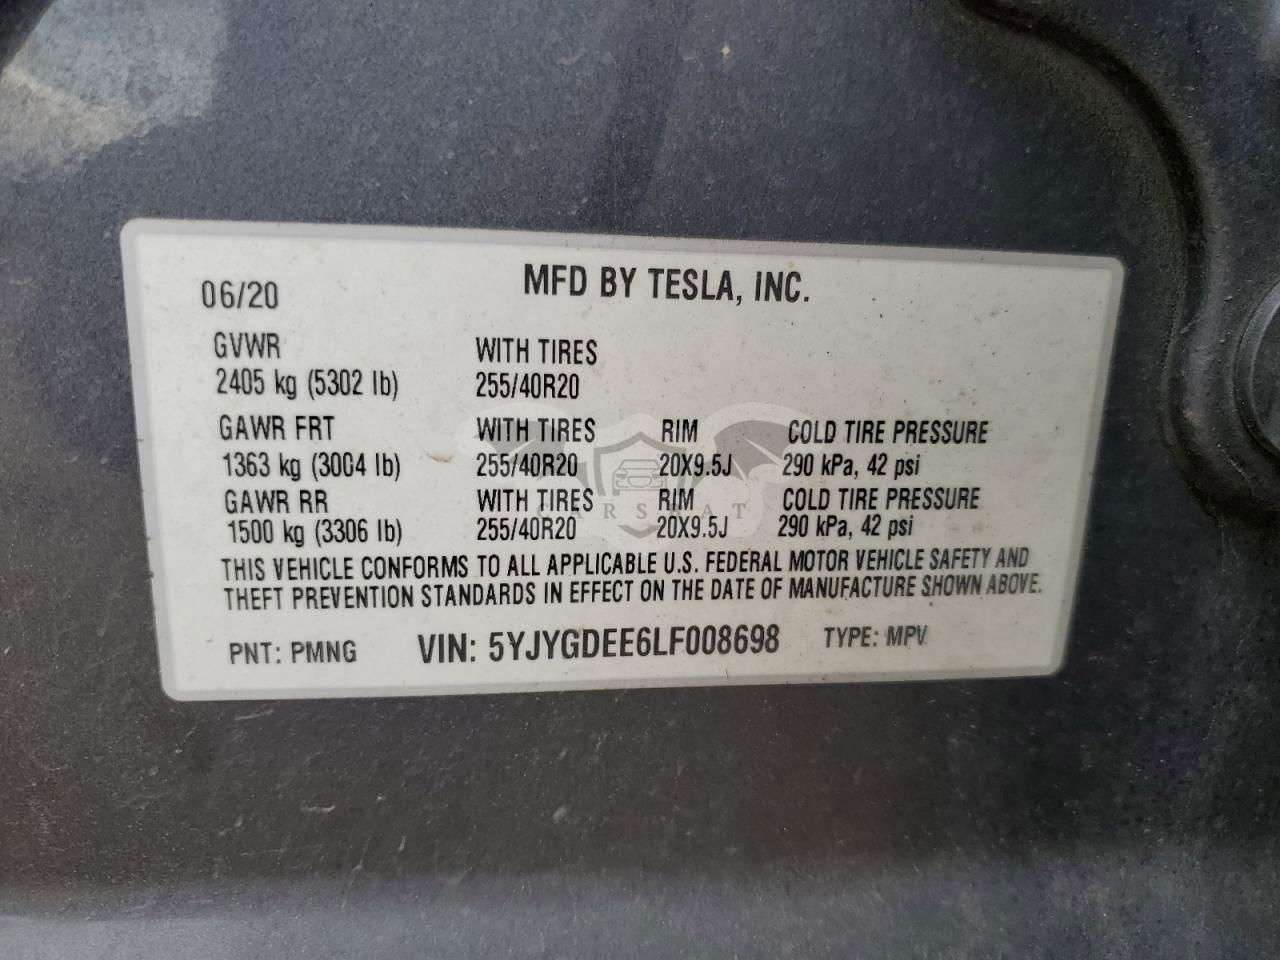 06/20 MFD BY TESLA, INC.
GVWR WITH TIRES
2405 kg (5302 lb) 255/40R20
GAWR FRT WITH TIRES RIM COLD TIRE PRESSURE
1363 kg (3004 lb) 255/40R20 20X9.5J 290 kPa, 42 psi
GAWR RR WITH TIRES RIM COLD TIRE PRESSURE
CARSBAT
1500 kg (3306 lb) 255/40R20 20X9.5J 290 kPa, 42 psi
THIS VEHICLE CONFORMS TO ALL APPLICABLE U.S. FEDERAL MOTOR VEHICLE SAFETY AND
THEFT PREVENTION STANDARDS IN EFFECT ON THE DATE OF MANUFACTURE SHOWN ABOVE.
PNT: PMNG VIN: 5YJYGDEE6LF008698 TYPE: MPV